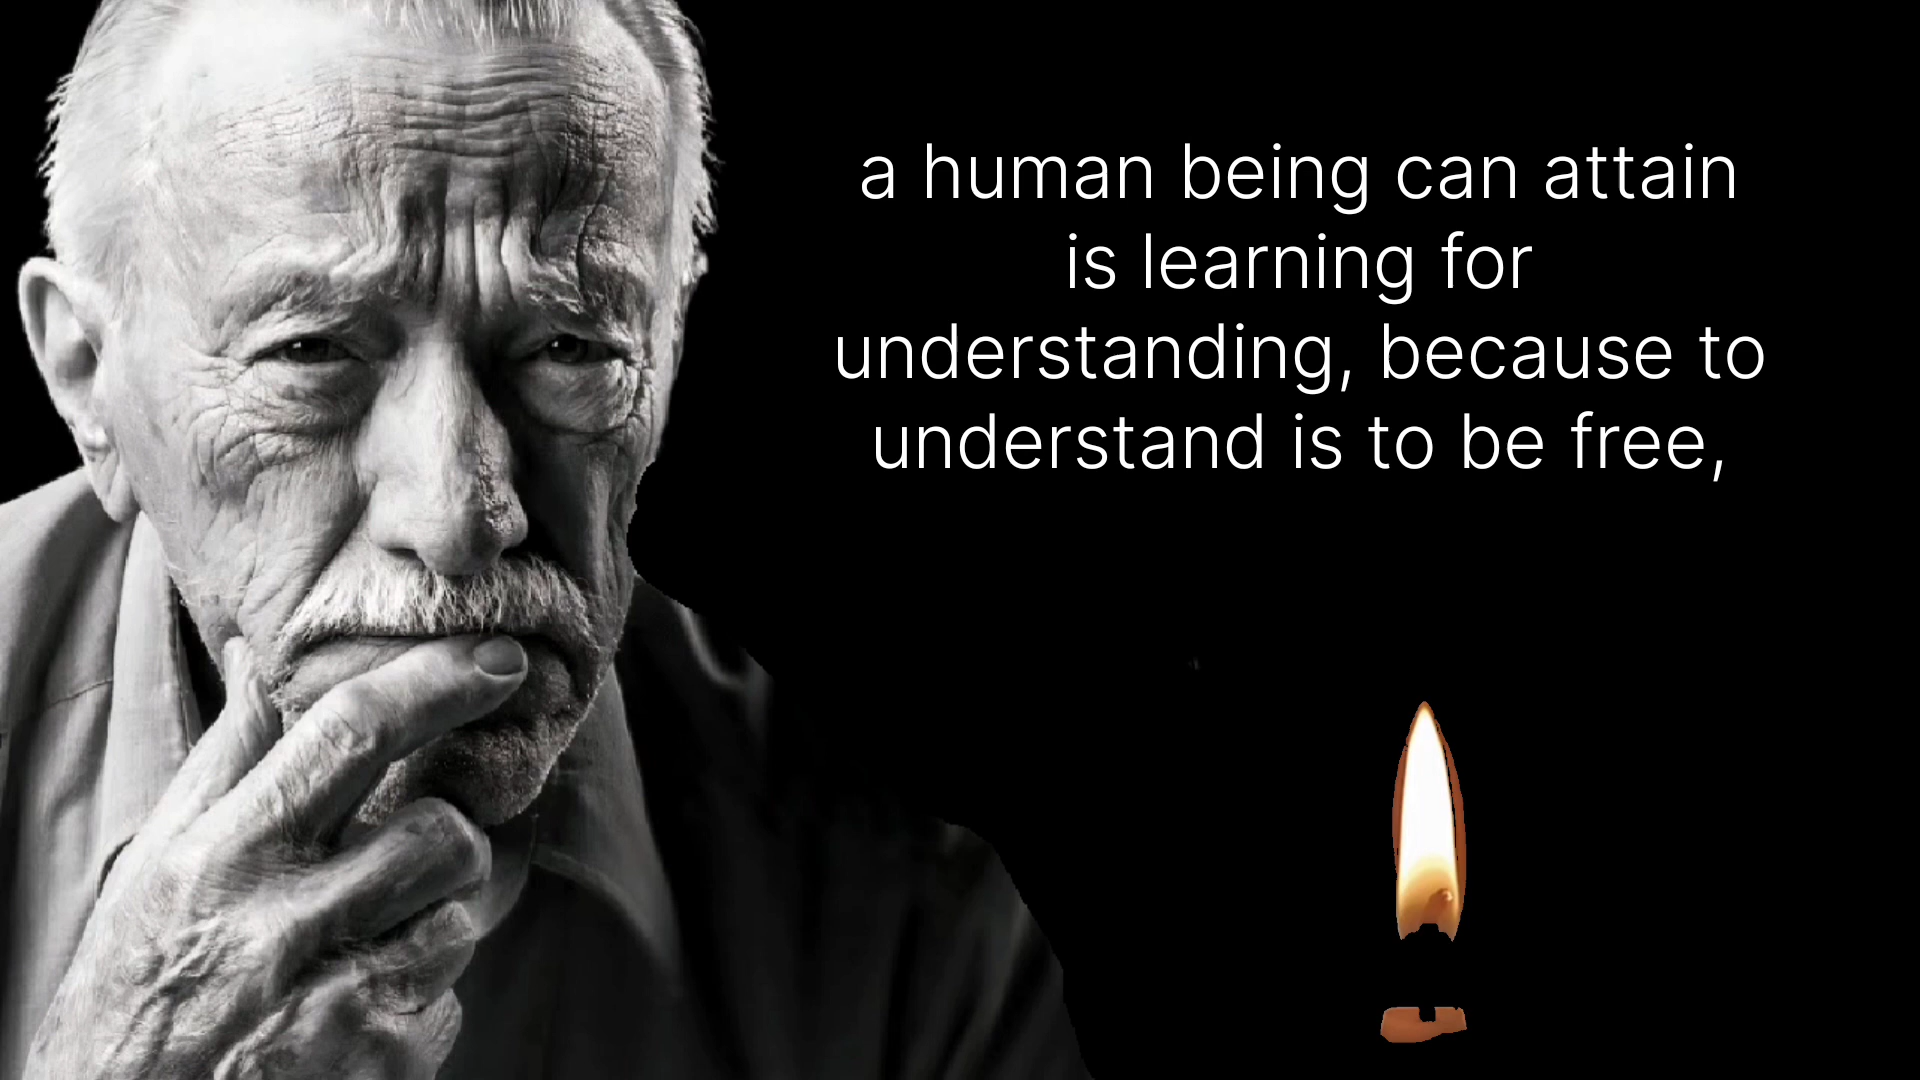 a human being can attain
is learning for
understanding, because to
understand is to be free,